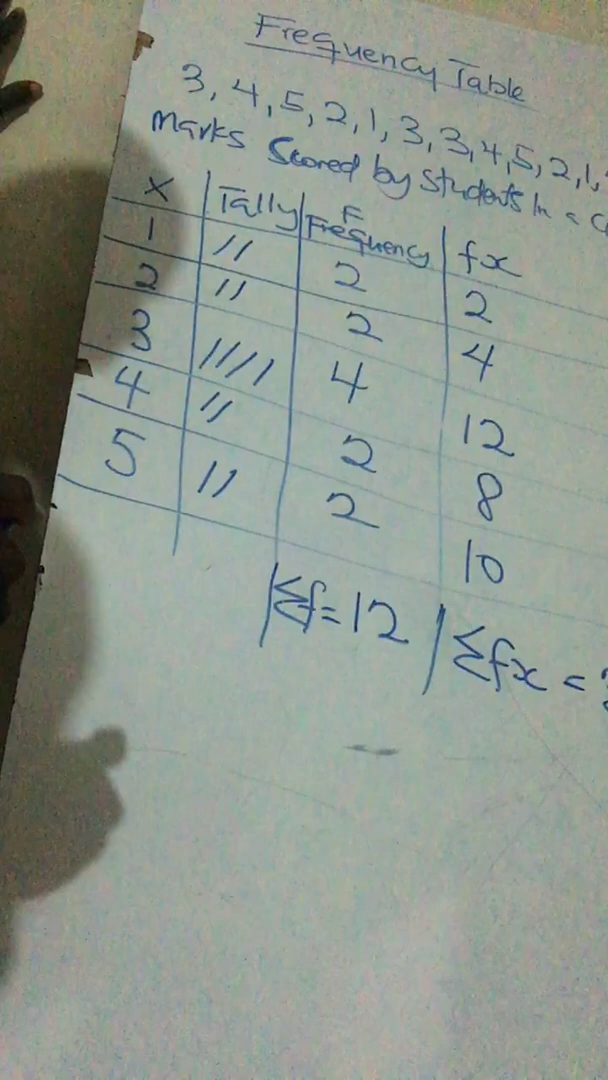 Frequency Table
3, 4, 5, 2, 1, 3, 3, 4, 5, 2, 1,
Marks Scored by Students In a
X Tally F Frequency fx
1 // 2 2
2 // 2 4
3 //// 4 12
4 // 2 8
5 // 2 10
Σf = 12 Σfx =